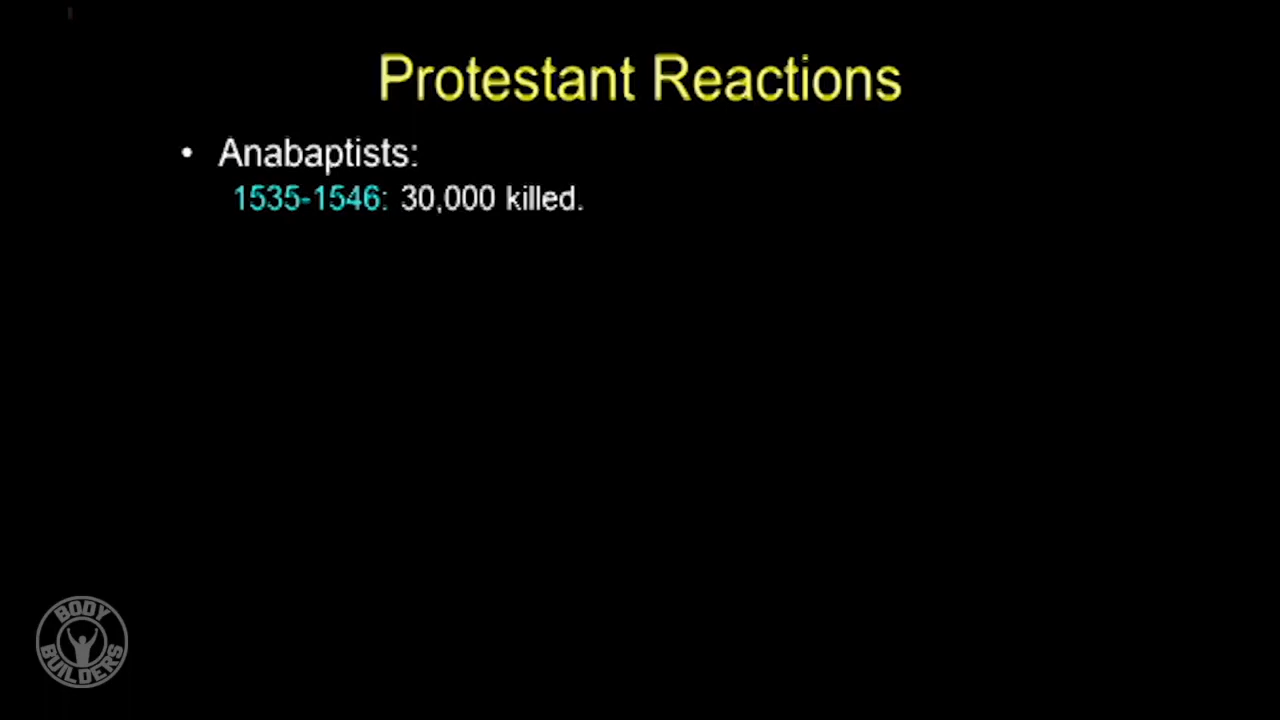 Protestant Reactions
• Anabaptists:
1535-1546: 30,000 killed.
BODY
BUILDERS